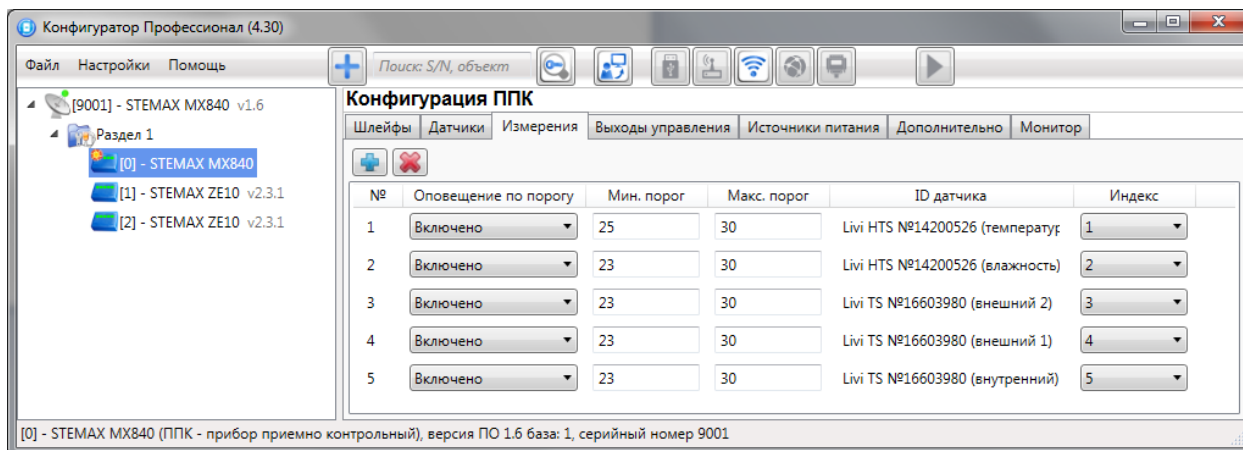 Конфигуратор Профессионал (4.30)
Файл Настройки Помощь
Поиск: S/N, объект
[9001] - STEMAX MX840 v1.6
Раздел 1
[0] - STEMAX MX840
[1] - STEMAX ZE10 v2.3.1
[2] - STEMAX ZE10 v2.3.1
Конфигурация ППК
Шлейфы Датчики Измерения Выходы управления Источники питания Дополнительно Монитор
№ Оповещение по порогу Мин. порог Макс. порог ID датчика Индекс
1 Включено 25 30 Livi HTS №14200526 (температур 1
2 Включено 23 30 Livi HTS №14200526 (влажность) 2
3 Включено 23 30 Livi TS №16603980 (внешний 2) 3
4 Включено 23 30 Livi TS №16603980 (внешний 1) 4
5 Включено 23 30 Livi TS №16603980 (внутренний) 5
[0] - STEMAX MX840 (ППК - прибор приемно контрольный), версия ПО 1.6 база: 1, серийный номер 9001